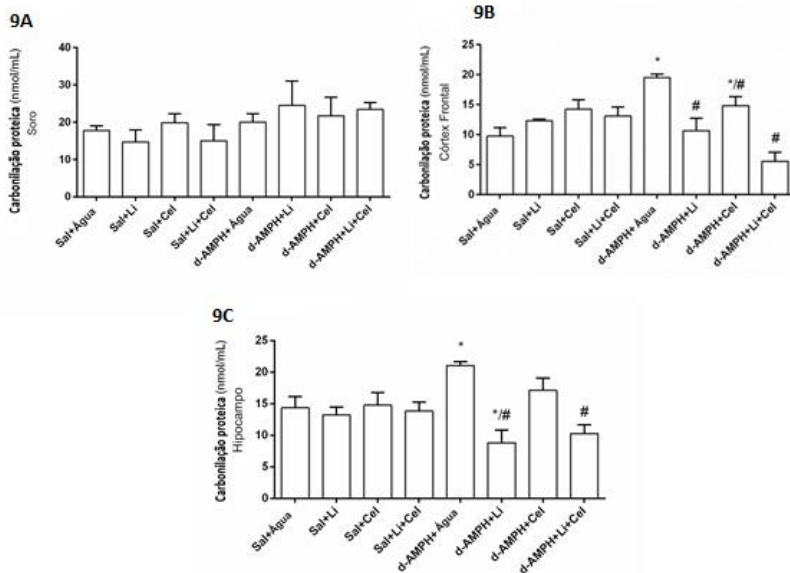 9A
Carbonilação proteica (nmol/mL)
Soro
40
30
20
10
0
Sal+Água
Sal+Li
Sal+Cel
Sal+Li+Cel
d-AMPH+Água
d-AMPH+Li
d-AMPH+Cel
d-AMPH+Li+Cel
9B
Carbonilação proteica (nmol/mL)
Córtex Frontal
25
20
15
10
5
0
*
#
*/#
#
Sal+Água
Sal+Li
Sal+Cel
Sal+Li+Cel
d-AMPH+ Água
d-AMPH+Li
d-AMPH+Cel
d-AMPH+Li+Cel
9C
Carbonilação proteica (nmol/mL)
Hipocampo
25
20
15
10
5
0
*
*/#
#
Sal+Água
Sal+Li
Sal+Cel
Sal+Li+Cel
d-AMPH+ Água
d-AMPH+Li
d-AMPH+Cel
d-AMPH+Li+Cel